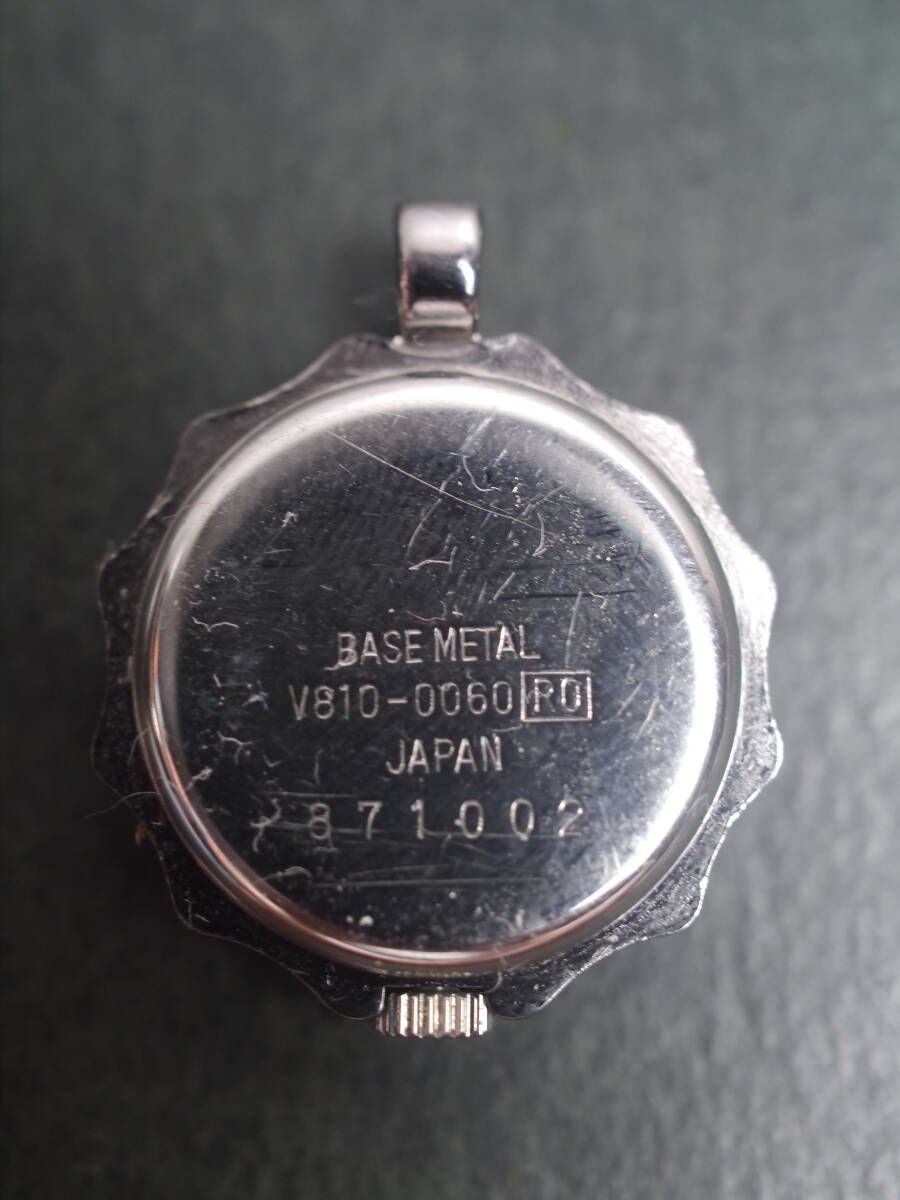 BASE METAL
V810-0060 RO
JAPAN
871002